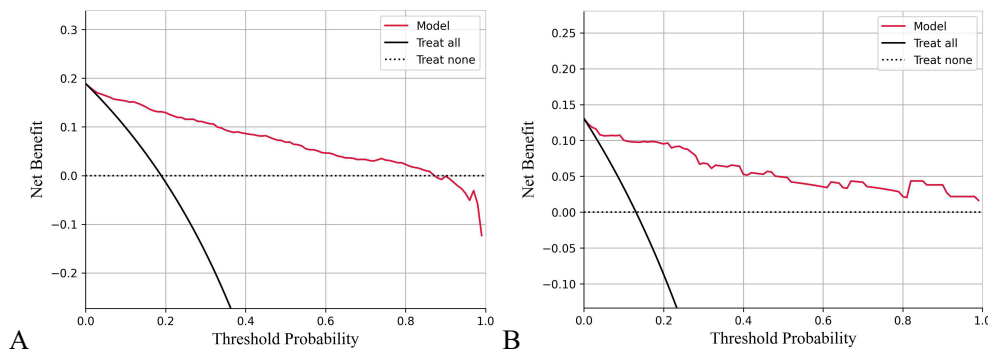 Model
Treat all
Treat none
0.3
0.2
0.1
0.0
−0.1
−0.2
Net Benefit
0.0 0.2 0.4 0.6 0.8 1.0
Threshold Probability
A
Model
Treat all
Treat none
0.25
0.20
0.15
0.10
0.05
0.00
−0.05
−0.10
Net Benefit
0.0 0.2 0.4 0.6 0.8 1.0
Threshold Probability
B